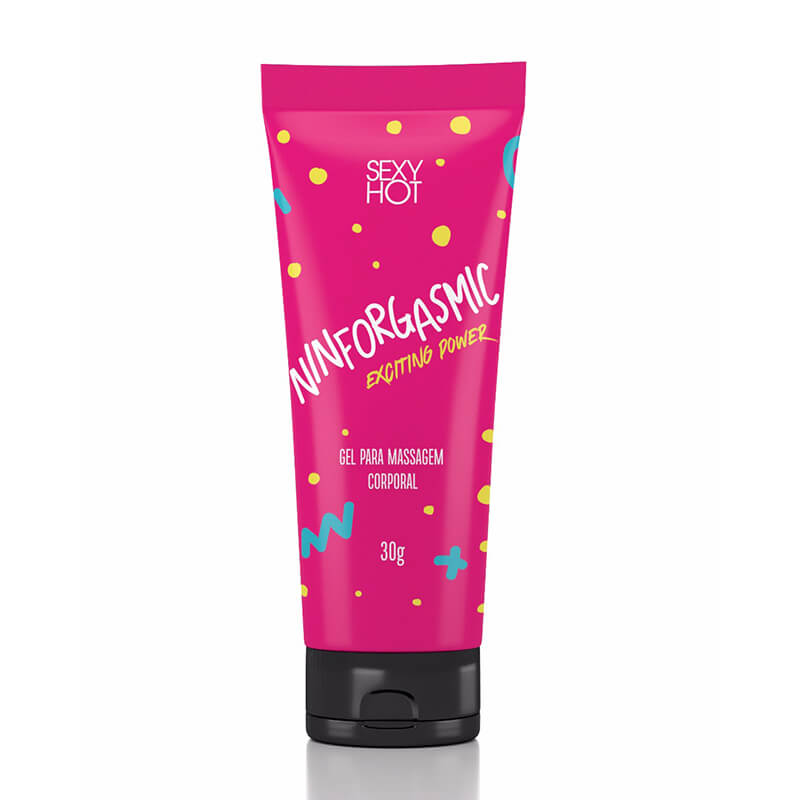 SEXY
HOT
NINFORGASMIC
EXCITING POWER
GEL PARA MASSAGEM
CORPORAL
30g